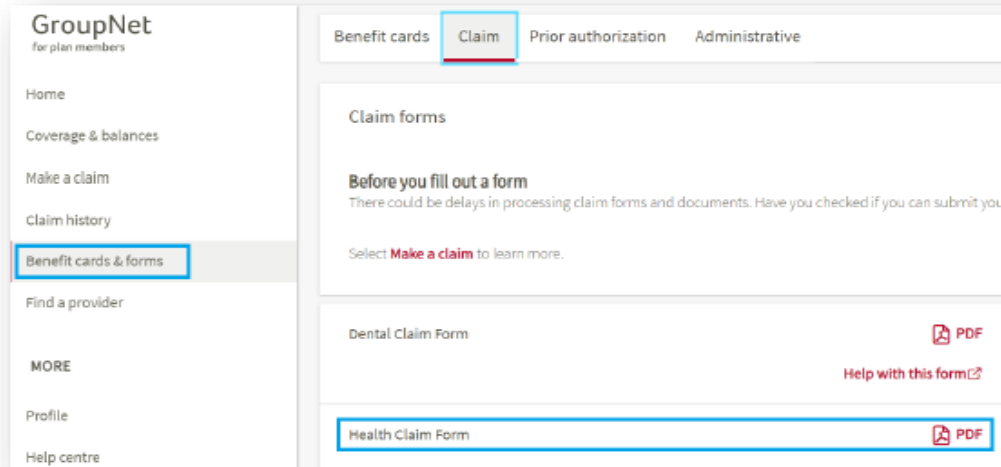 GroupNet
for plan members
Home
Coverage & balances
Make a claim
Claim history
Benefit cards & forms
Find a provider
MORE
Profile
Help centre
Benefit cards Claim Prior authorization Administrative
Claim forms
Before you fill out a form
There could be delays in processing claim forms and documents. Have you checked if you can submit you
Select Make a claim to learn more.
Dental Claim Form PDF
Help with this form
Health Claim Form PDF